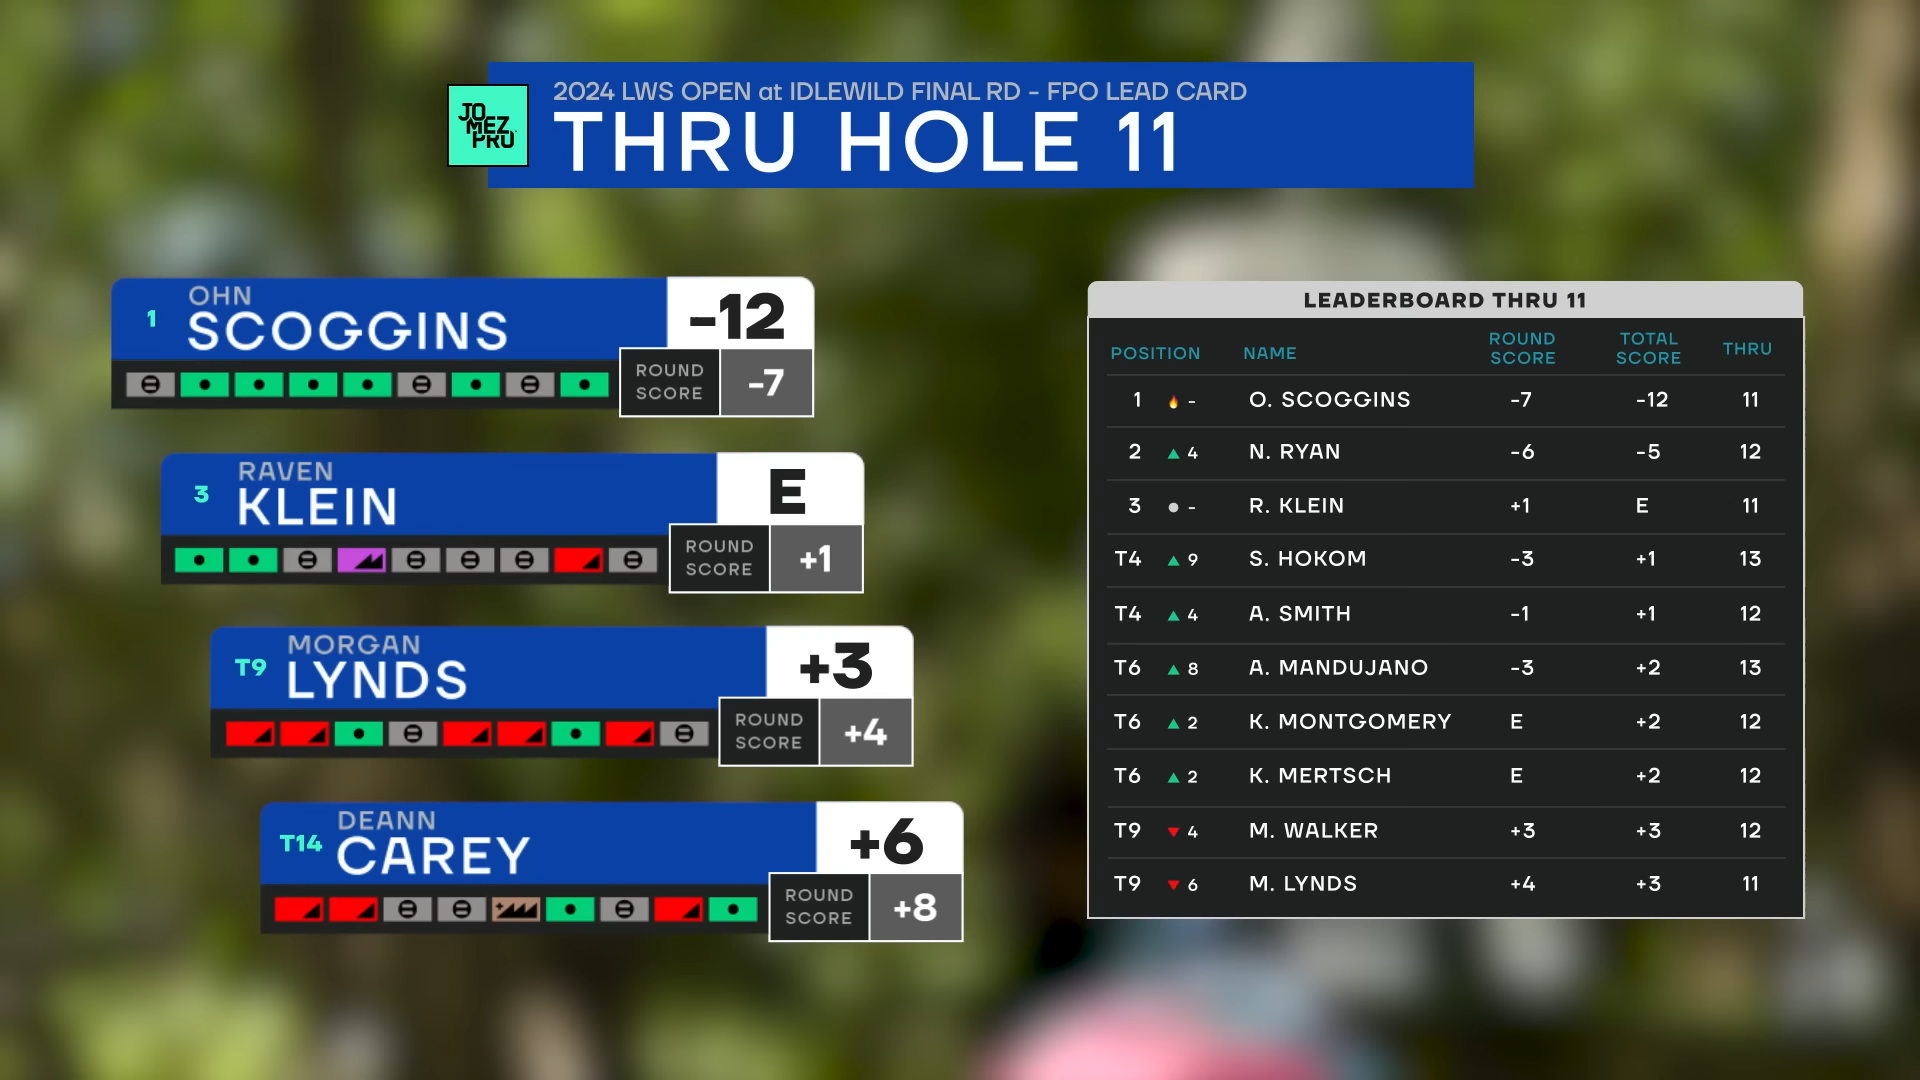 JO
MEZ
PRO
2024 LWS OPEN at IDLEWILD FINAL RD - FPO LEAD CARD
THRU HOLE 11
1
OHN
SCOGGINS
-12
ROUND
SCORE
-7
3
RAVEN
KLEIN
E
ROUND
SCORE
+1
T9
MORGAN
LYNDS
+3
ROUND
SCORE
+4
T14
DEANN
CAREY
+6
ROUND
SCORE
+8
LEADERBOARD THRU 11
POSITION NAME ROUND SCORE TOTAL SCORE THRU
1 - O. SCOGGINS -7 -12 11
2 4 N. RYAN -6 -5 12
3 - R. KLEIN +1 E 11
T4 9 S. HOKOM -3 +1 13
T4 4 A. SMITH -1 +1 12
T6 8 A. MANDUJANO -3 +2 13
T6 2 K. MONTGOMERY E +2 12
T6 2 K. MERTSCH E +2 12
T9 4 M. WALKER +3 +3 12
T9 6 M. LYNDS +4 +3 11